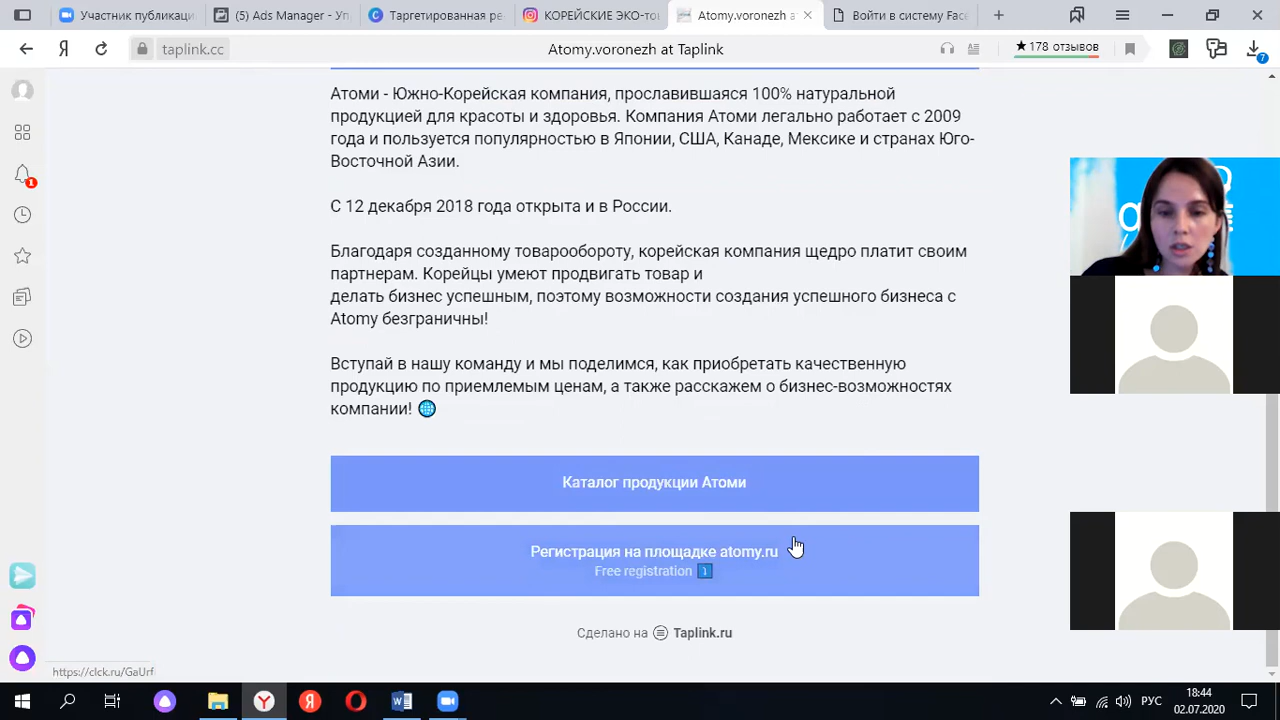 Участник публикаци
(5) Ads Manager - Уп
Таргетированная ре
КОРЕЙСКИЕ ЭКО-то
Atomy.voronezh a
Войти в систему Face
taplink.cc
Atomy.voronezh at Taplink
★178 отзывов
7
1
Атоми - Южно-Корейская компания, прославившаяся 100% натуральной
продукцией для красоты и здоровья. Компания Атоми легально работает с 2009
года и пользуется популярностью в Японии, США, Канаде, Мексике и странах Юго-
Восточной Азии.
С 12 декабря 2018 года открыта и в России.
Благодаря созданному товарообороту, корейская компания щедро платит своим
партнерам. Корейцы умеют продвигать товар и
делать бизнес успешным, поэтому возможности создания успешного бизнеса с
Atomy безграничны!
Вступай в нашу команду и мы поделимся, как приобретать качественную
продукцию по приемлемым ценам, а также расскажем о бизнес-возможностях
компании!
Каталог продукции Атоми
Регистрация на площадке atomy.ru
Free registration
Сделано на Taplink.ru
https://clck.ru/GaUrf
РУС
18:44
02.07.2020